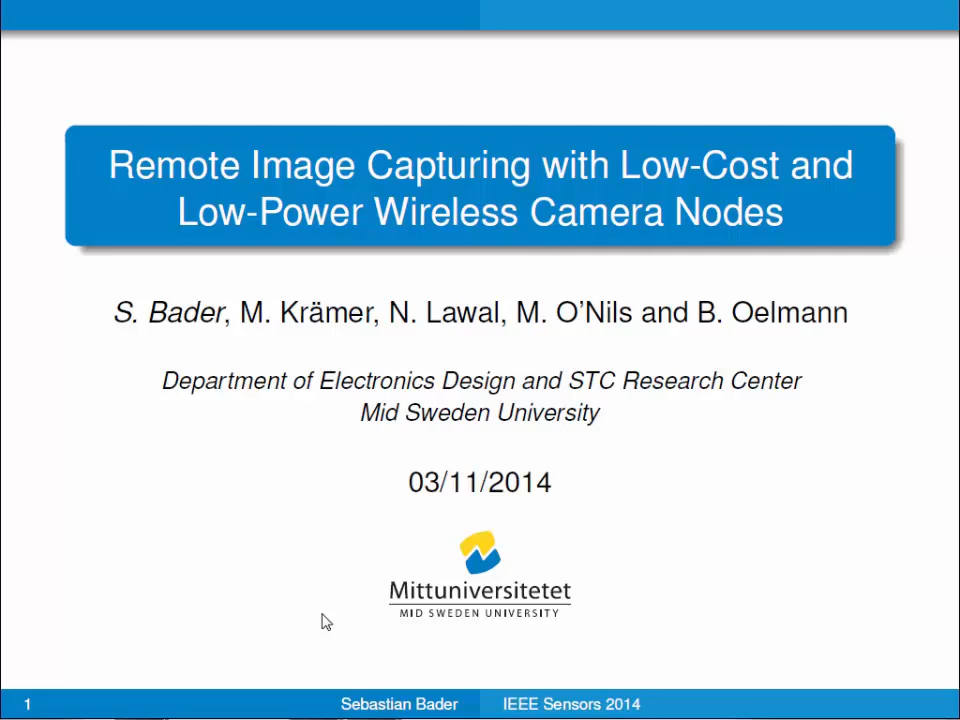 Remote Image Capturing with Low-Cost and
Low-Power Wireless Camera Nodes
S. Bader, M. Krämer, N. Lawal, M. O'Nils and B. Oelmann
Department of Electronics Design and STC Research Center
Mid Sweden University
03/11/2014
Mittuniversitetet
MID SWEDEN UNIVERSITY
1 Sebastian Bader IEEE Sensors 2014